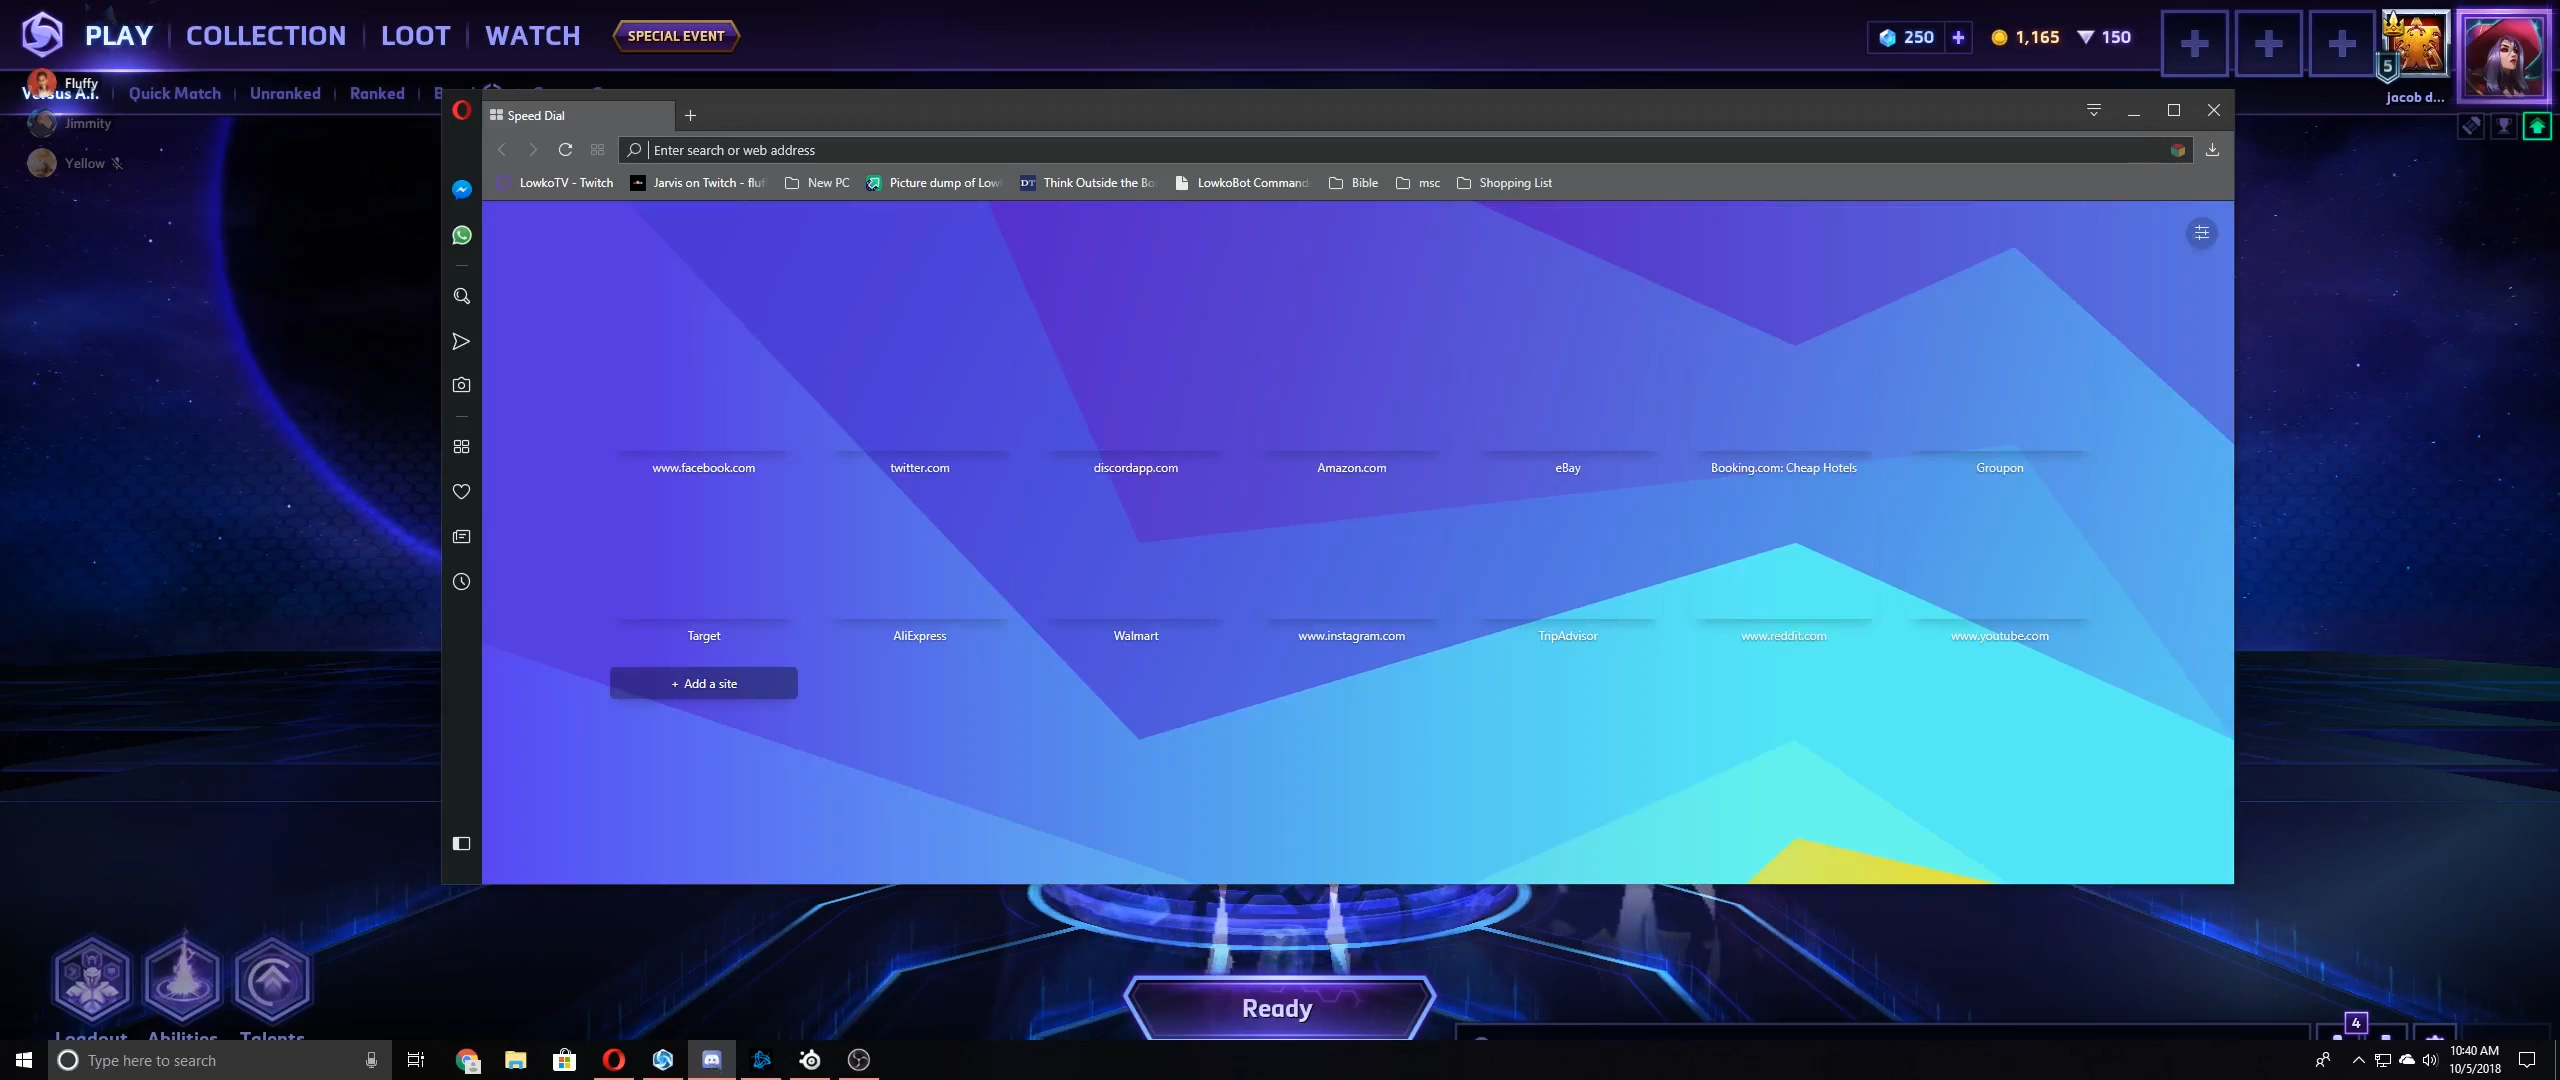 PLAY COLLECTION LOOT WATCH SPECIAL EVENT 250 1,165 150
5
jacob d...
Fluffy
Versus A.I. Quick Match Unranked Ranked
Jimmity
Yellow
Speed Dial
Enter search or web address
LowkoTV - Twitch Jarvis on Twitch - fluf New PC Picture dump of Low DT Think Outside the Bo LowkoBot Command Bible msc Shopping List
www.facebook.com twitter.com discordapp.com Amazon.com eBay Booking.com: Cheap Hotels Groupon
Target AliExpress Walmart www.instagram.com TripAdvisor www.reddit.com www.youtube.com
+ Add a site
Ready
4
Loadout Abilities Talents
Type here to search
10:40 AM
10/5/2018